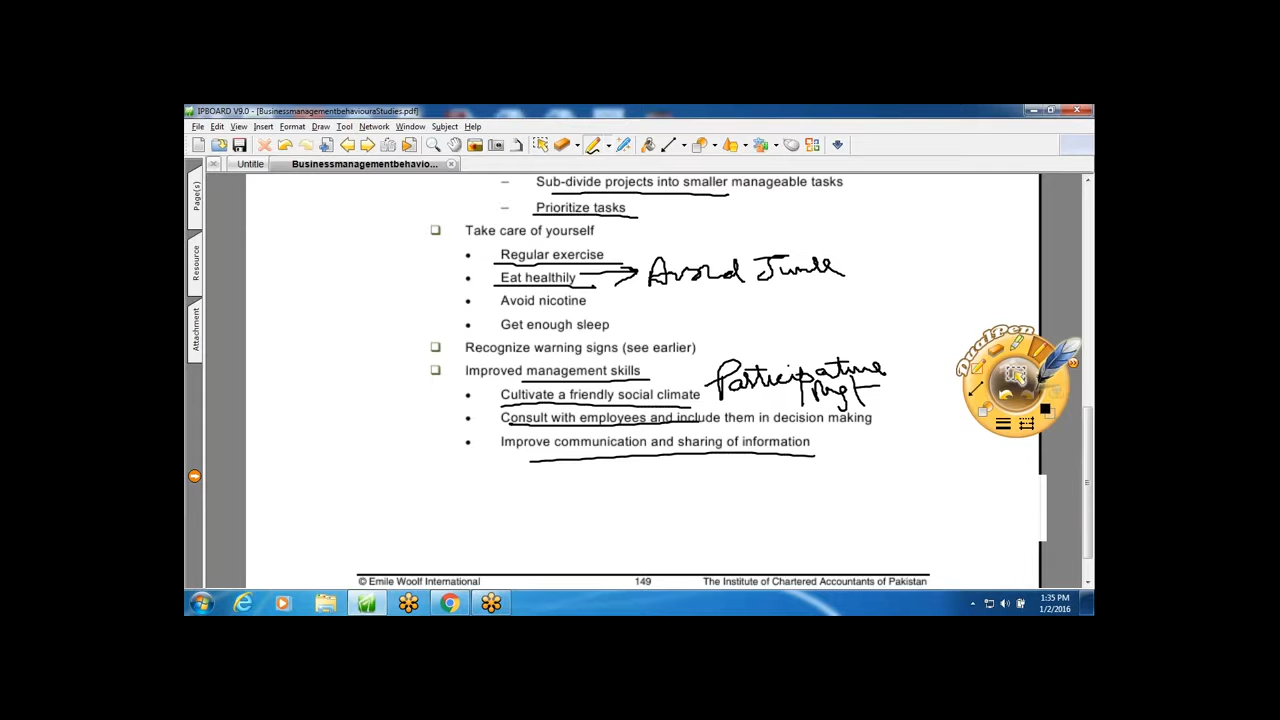 IPBOARD V9.0 - [BusinessmanagementbehaviouraStudies.pdf]
File Edit View Insert Format Draw Tool Network Window Subject Help
Untitle Businessmanagementbehavio...
Page(s)
Resource
Attachment
– Sub-divide projects into smaller manageable tasks
– Prioritize tasks
Take care of yourself
• Regular exercise
• Eat healthily Avoid Junk
• Avoid nicotine
• Get enough sleep
Recognize warning signs (see earlier)
Improved management skills
Participative
Mgt
• Cultivate a friendly social climate
• Consult with employees and include them in decision making
• Improve communication and sharing of information
DualPen
© Emile Woolf International 149 The Institute of Chartered Accountants of Pakistan
1:35 PM
1/2/2016